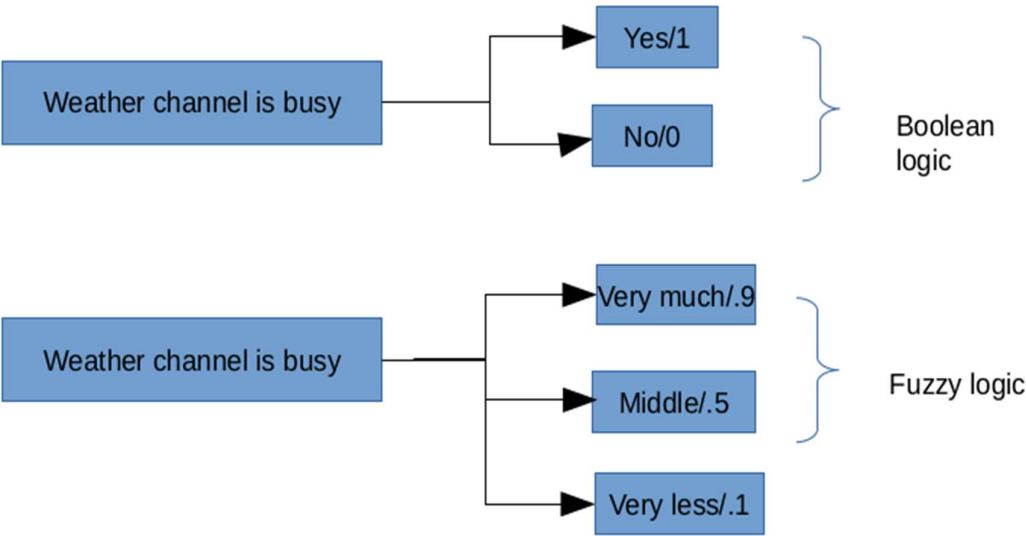 Weather channel is busy
Yes/1
No/0
Boolean
logic
Weather channel is busy
Very much/.9
Middle/.5
Very less/.1
Fuzzy logic